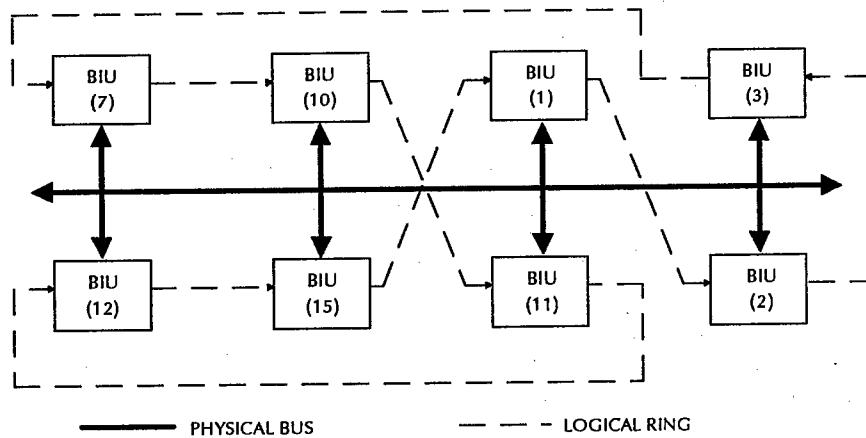 BIU
(7)
BIU
(10)
BIU
(1)
BIU
(3)
BIU
(12)
BIU
(15)
BIU
(11)
BIU
(2)
PHYSICAL BUS
LOGICAL RING